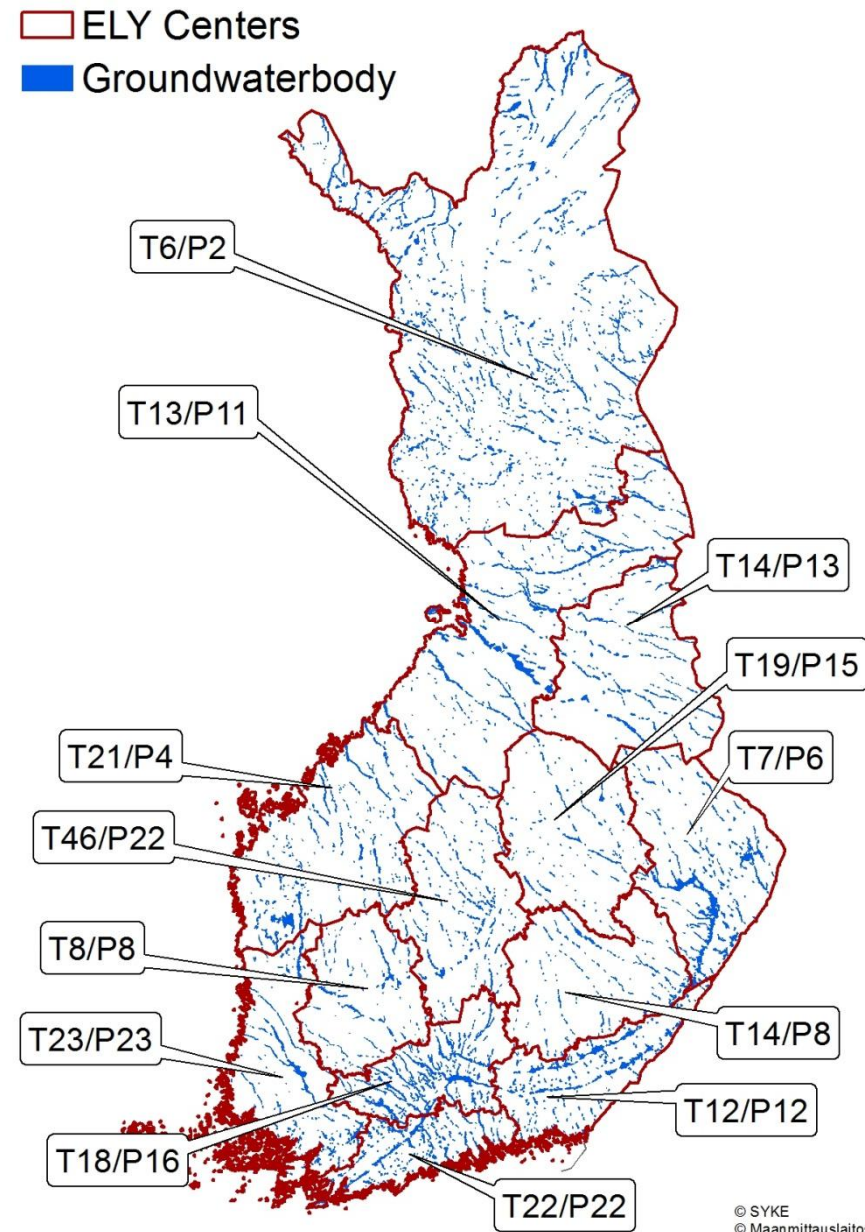 ELY Centers
Groundwaterbody
T6/P2
T13/P11
T14/P13
T19/P15
T21/P4
T7/P6
T46/P22
T8/P8
T23/P23
T14/P8
T12/P12
T18/P16
T22/P22
© SYKE
© Maanmittauslaito